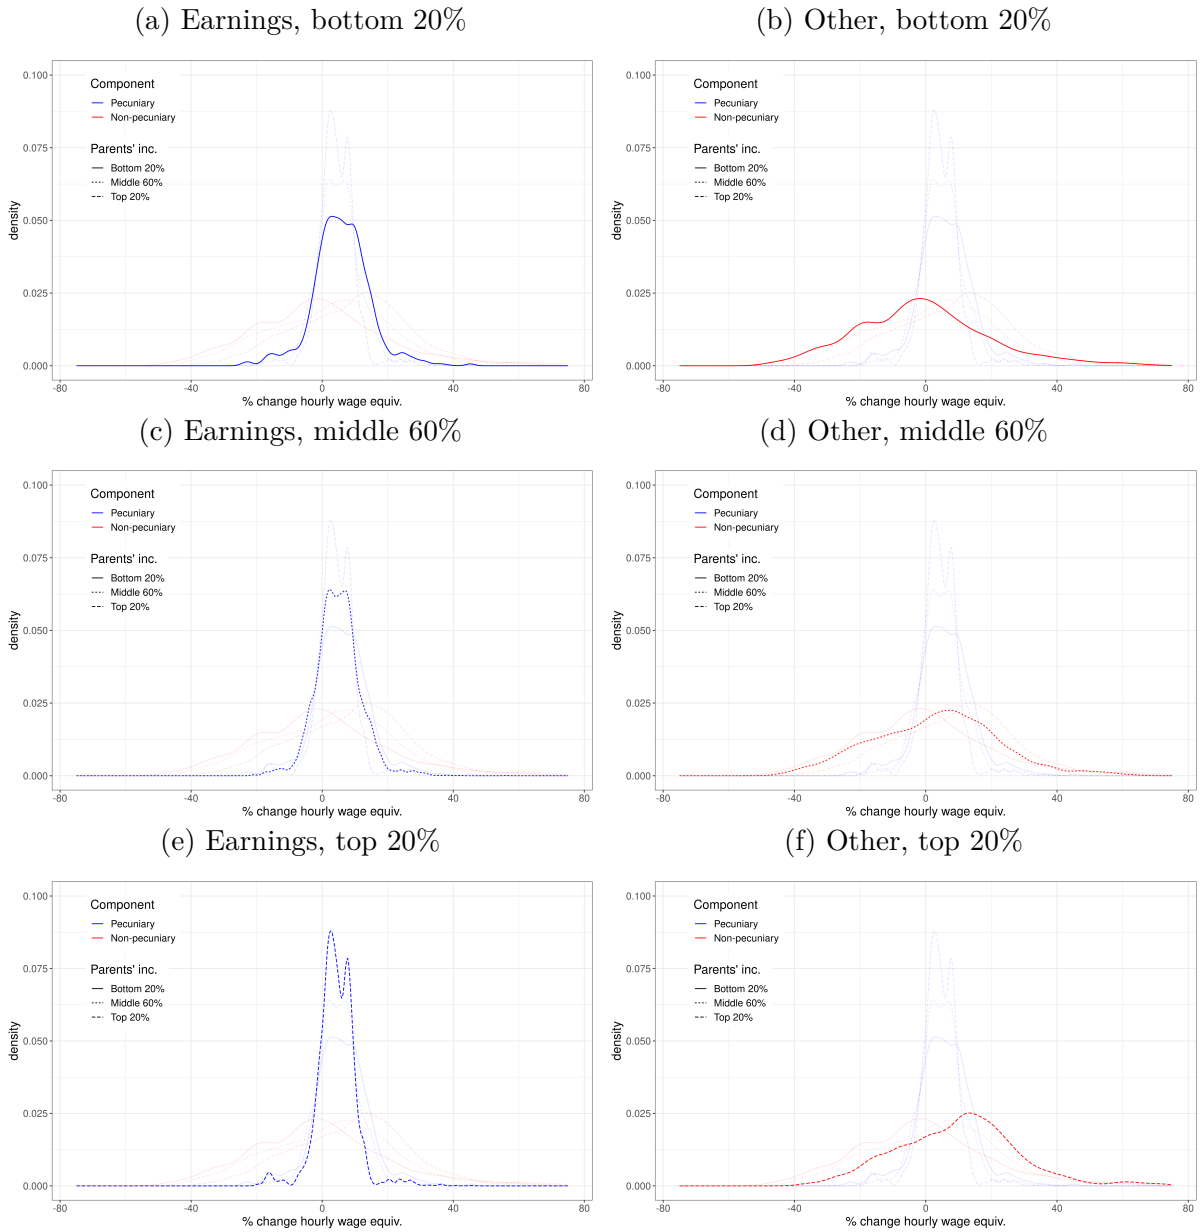 (a) Earnings, bottom 20%
0.100
0.075
0.050
0.025
0.000
density
Component
Pecuniary
Non-pecuniary
Parents' inc.
Bottom 20%
Middle 60%
Top 20%
-80
-40
0
40
80
% change hourly wage equiv.
(b) Other, bottom 20%
0.100
0.075
0.050
0.025
0.000
density
Component
Pecuniary
Non-pecuniary
Parents' inc.
Bottom 20%
Middle 60%
Top 20%
-80
-40
0
40
80
% change hourly wage equiv.
(c) Earnings, middle 60%
0.100
0.075
0.050
0.025
0.000
density
Component
Pecuniary
Non-pecuniary
Parents' inc.
Bottom 20%
Middle 60%
Top 20%
-80
-40
0
40
80
% change hourly wage equiv.
(d) Other, middle 60%
0.100
0.075
0.050
0.025
0.000
density
Component
Pecuniary
Non-pecuniary
Parents' inc.
Bottom 20%
Middle 60%
Top 20%
-80
-40
0
40
80
% change hourly wage equiv.
(e) Earnings, top 20%
0.100
0.075
0.050
0.025
0.000
density
Component
Pecuniary
Non-pecuniary
Parents' inc.
Bottom 20%
Middle 60%
Top 20%
-80
-40
0
40
80
% change hourly wage equiv.
(f) Other, top 20%
0.100
0.075
0.050
0.025
0.000
density
Component
Pecuniary
Non-pecuniary
Parents' inc.
Bottom 20%
Middle 60%
Top 20%
-80
-40
0
40
80
% change hourly wage equiv.